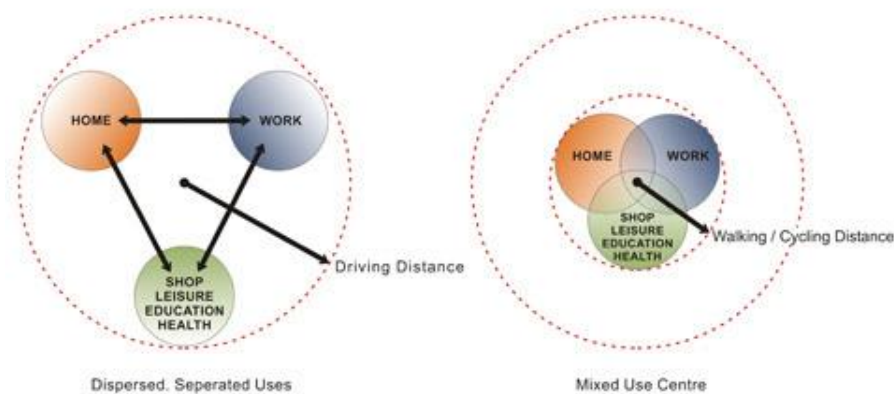 HOME
WORK
SHOP
LEISURE
EDUCATION
HEALTH
Driving Distance
Dispersed. Seperated Uses
HOME
WORK
SHOP
LEISURE
EDUCATION
HEALTH
Walking / Cycling Distance
Mixed Use Centre